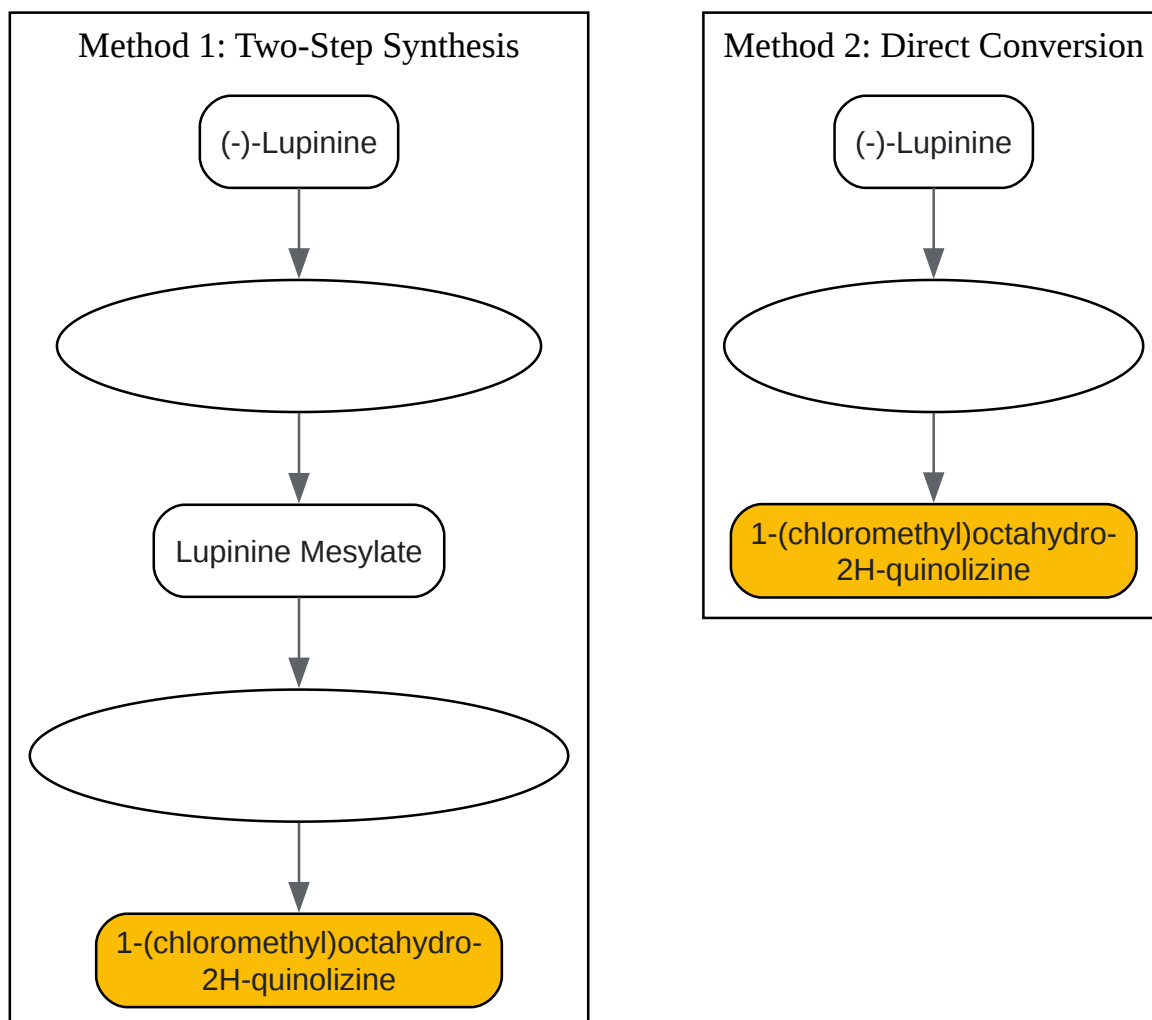 Method 1: Two-Step Synthesis
(-)-Lupinine
Lupinine Mesylate
1-(chloromethyl)octahydro-
2H-quinolizine
Method 2: Direct Conversion
(-)-Lupinine
1-(chloromethyl)octahydro-
2H-quinolizine